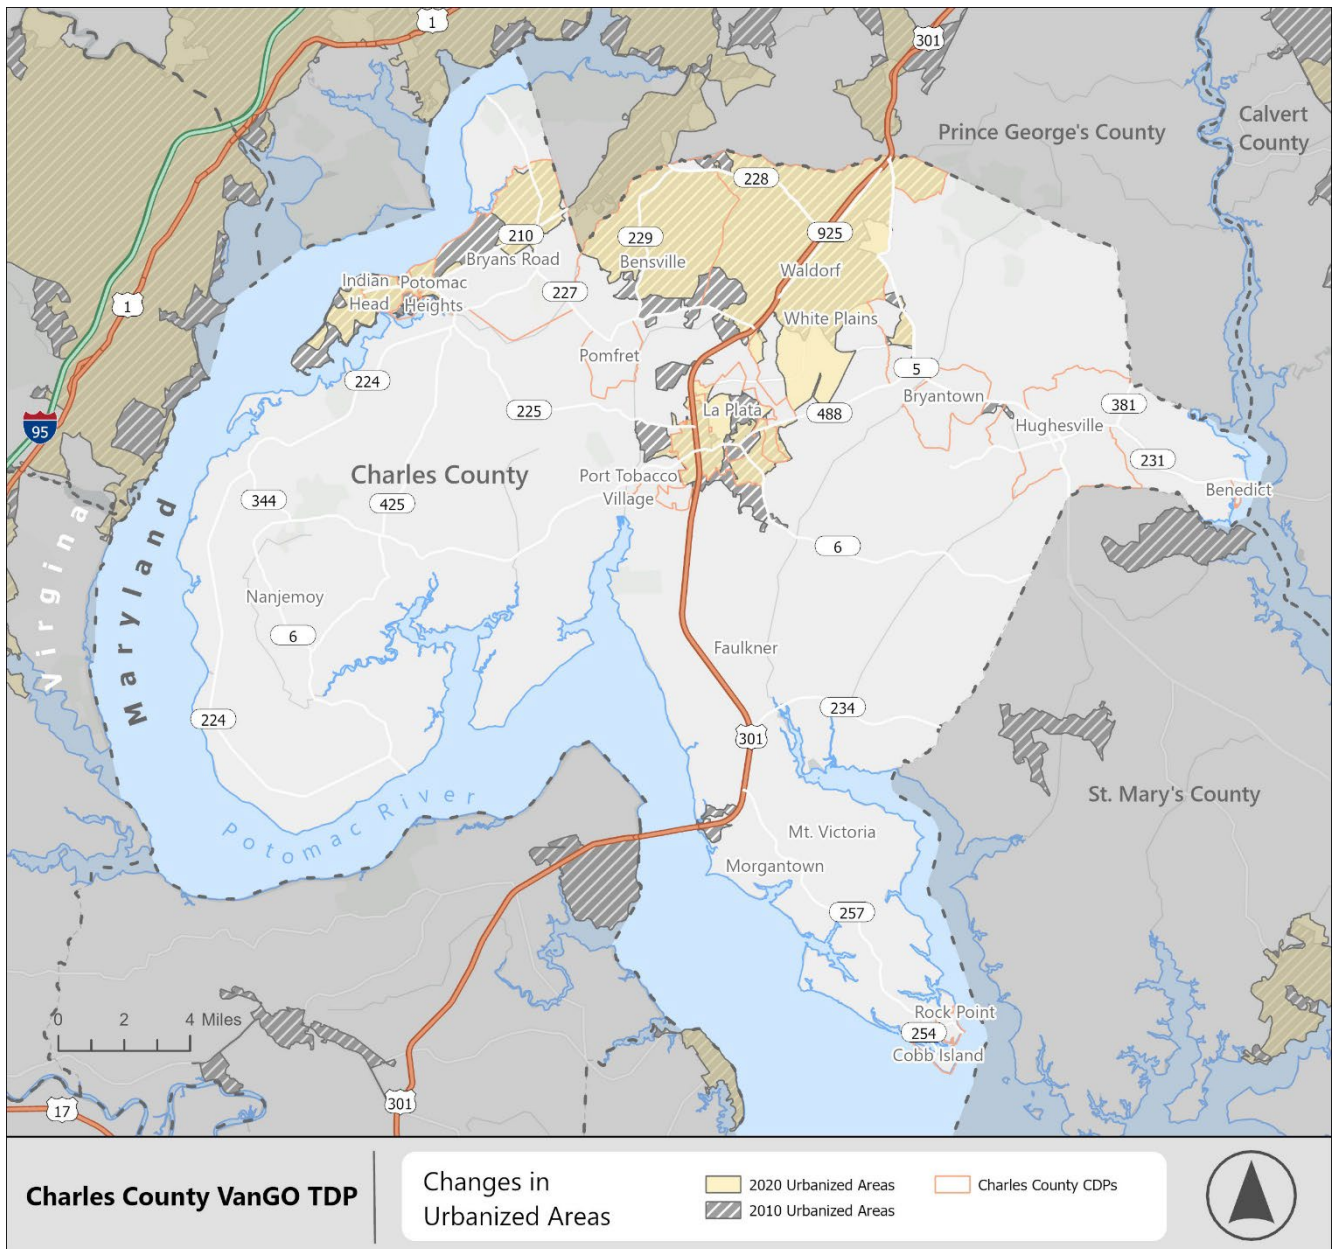 1
301
Prince George's County
Calvert
County
228
210
229
925
Bryans Road
Bensville
Waldorf
Indian
Head
Potomac
Heights
227
1
White Plains
Pomfret
5
224
Bryantown
381
225
La Plata
488
Hughesville
95
231
Charles County
Port Tobacco
Village
Benedict
344
425
Virginia
Maryland
6
Nanjemoy
6
Faulkner
224
234
301
St. Mary's County
Potomac River
Mt. Victoria
Morgantown
257
Rock Point
254
Cobb Island
0 2 4 Miles
17
301
Charles County VanGO TDP
Changes in
Urbanized Areas
2020 Urbanized Areas
2010 Urbanized Areas
Charles County CDPs